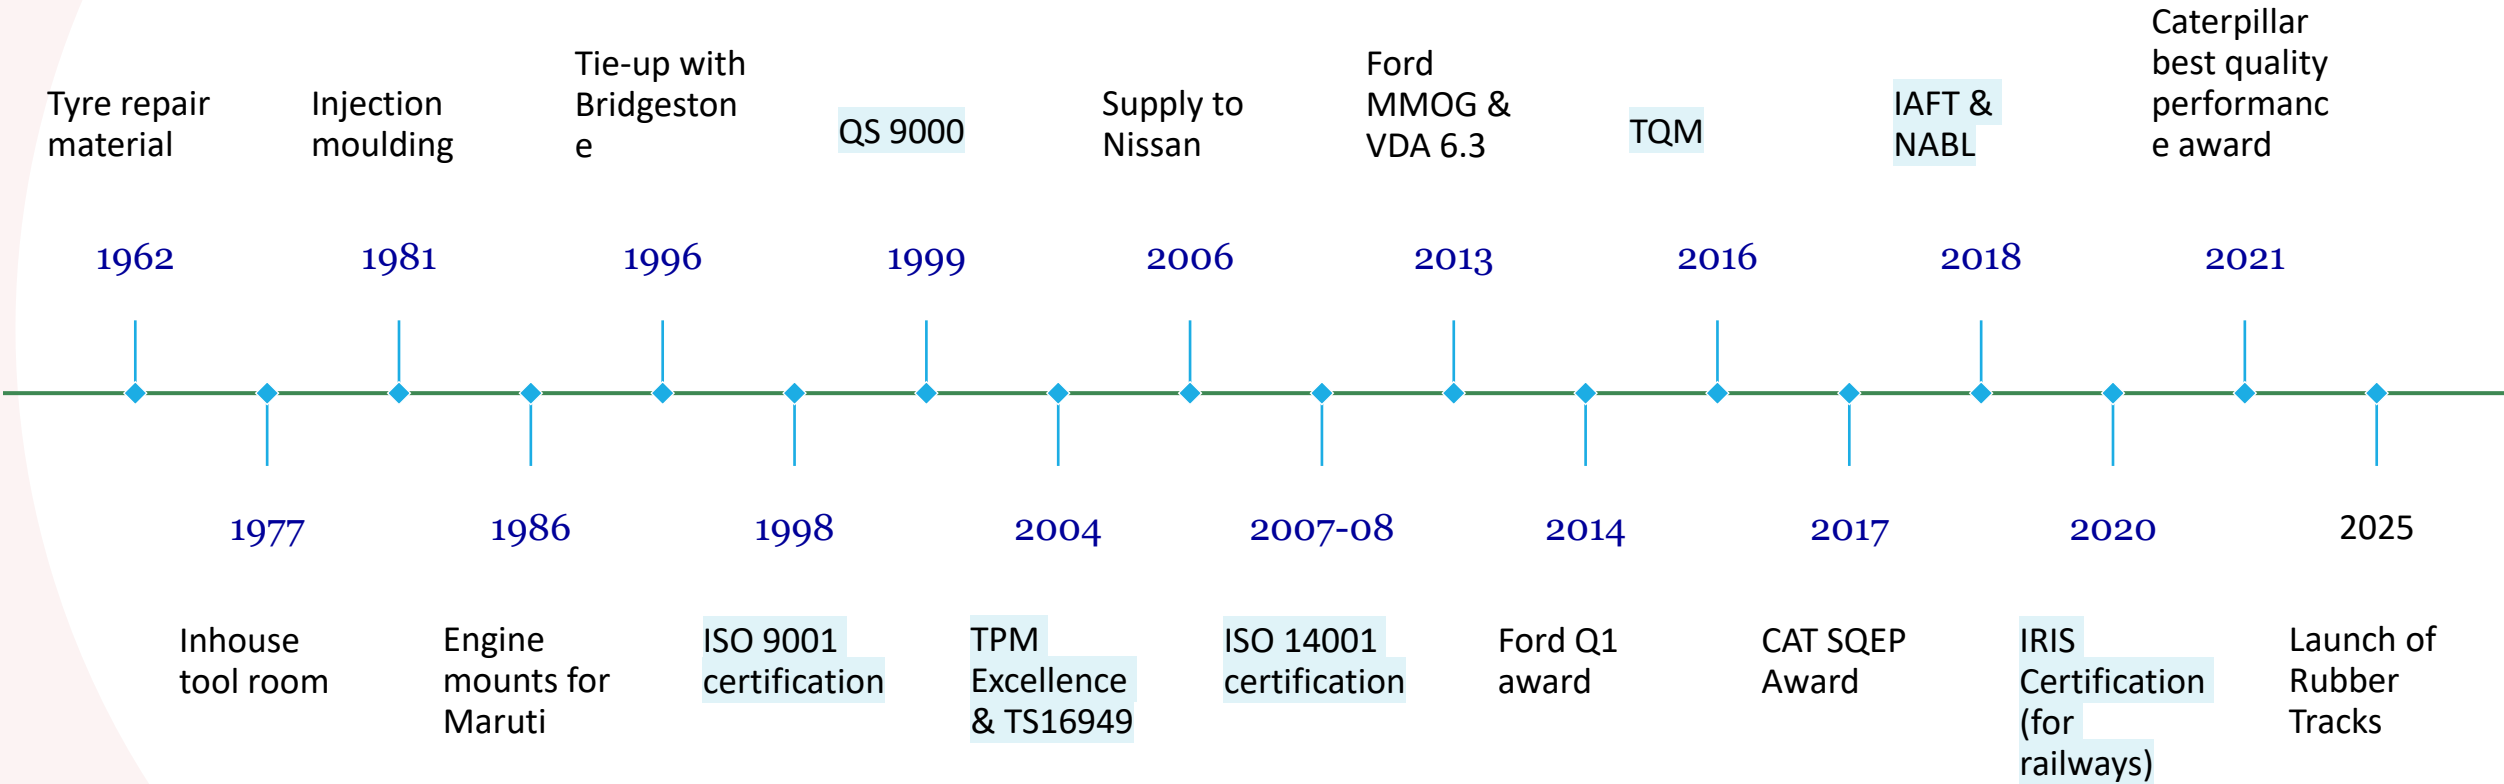 Tyre repair
material
1962
Inhouse
tool room
1977
Injection
moulding
1981
Engine
mounts for
Maruti
1986
Tie-up with
Bridgeston
e
1996
ISO 9001
certification
1998
QS 9000
1999
TPM
Excellence
& TS16949
2004
Supply to
Nissan
2006
ISO 14001
certification
2007-08
Ford
MMOG &
VDA 6.3
2013
Ford Q1
award
2014
TQM
2016
CAT SQEP
Award
2017
IAFT &
NABL
2018
IRIS
Certification
(for
railways)
2020
Caterpillar
best quality
performanc
e award
2021
Launch of
Rubber
Tracks
2025